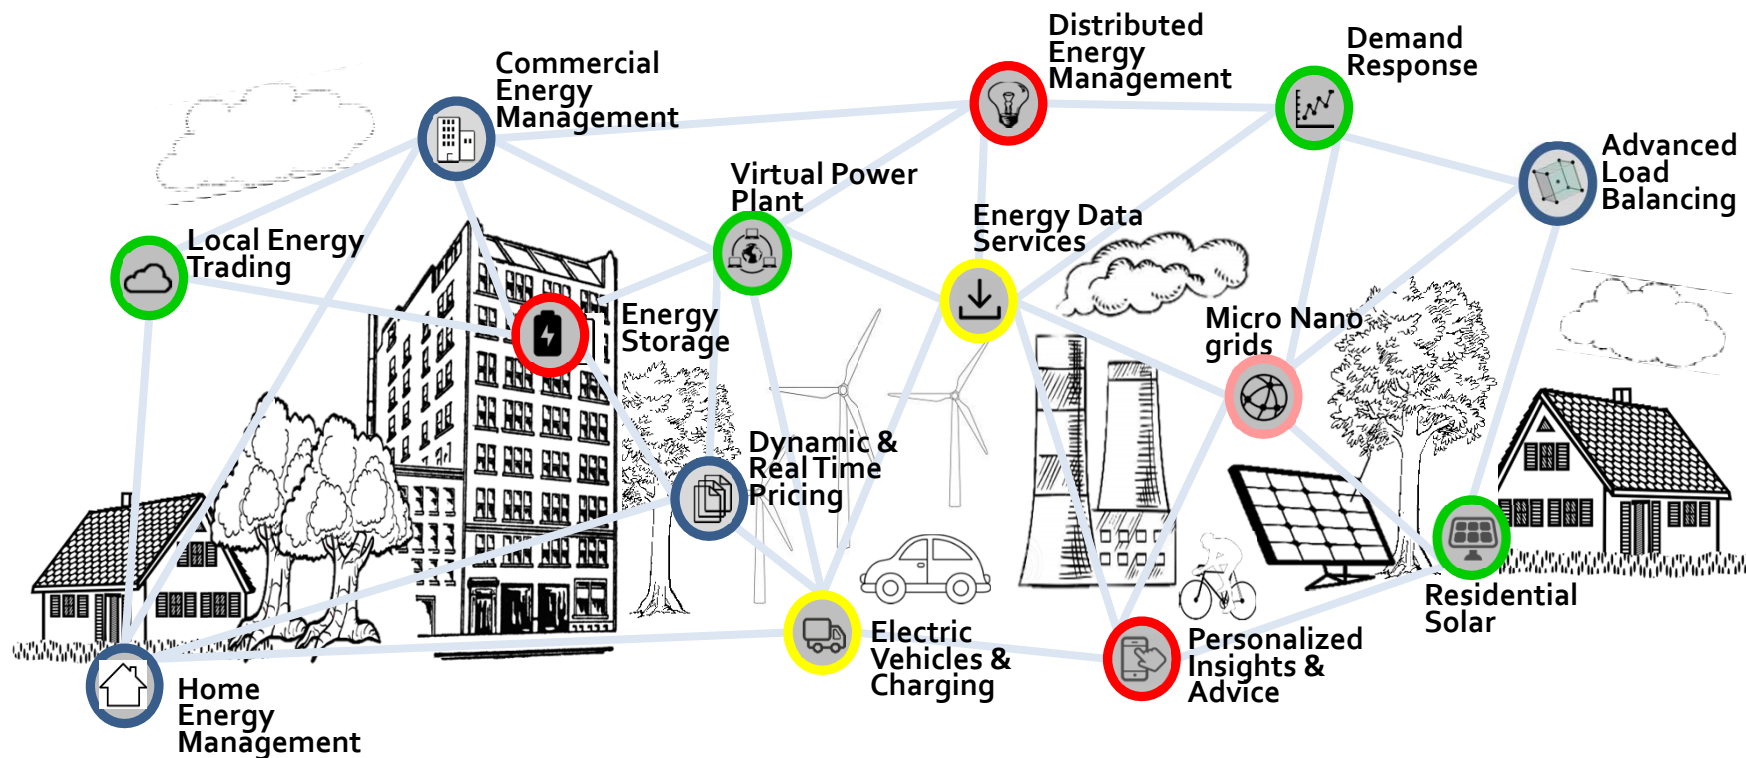 Distributed
Energy
Management
Demand
Response
Commercial
Energy
Management
Advanced
Load
Balancing
Virtual Power
Plant
Energy Data
Services
Local Energy
Trading
Energy
Storage
Micro Nano
grids
Dynamic &
Real Time
Pricing
Residential
Solar
Electric
Vehicles &
Charging
Personalized
Insights &
Advice
Home
Energy
Management